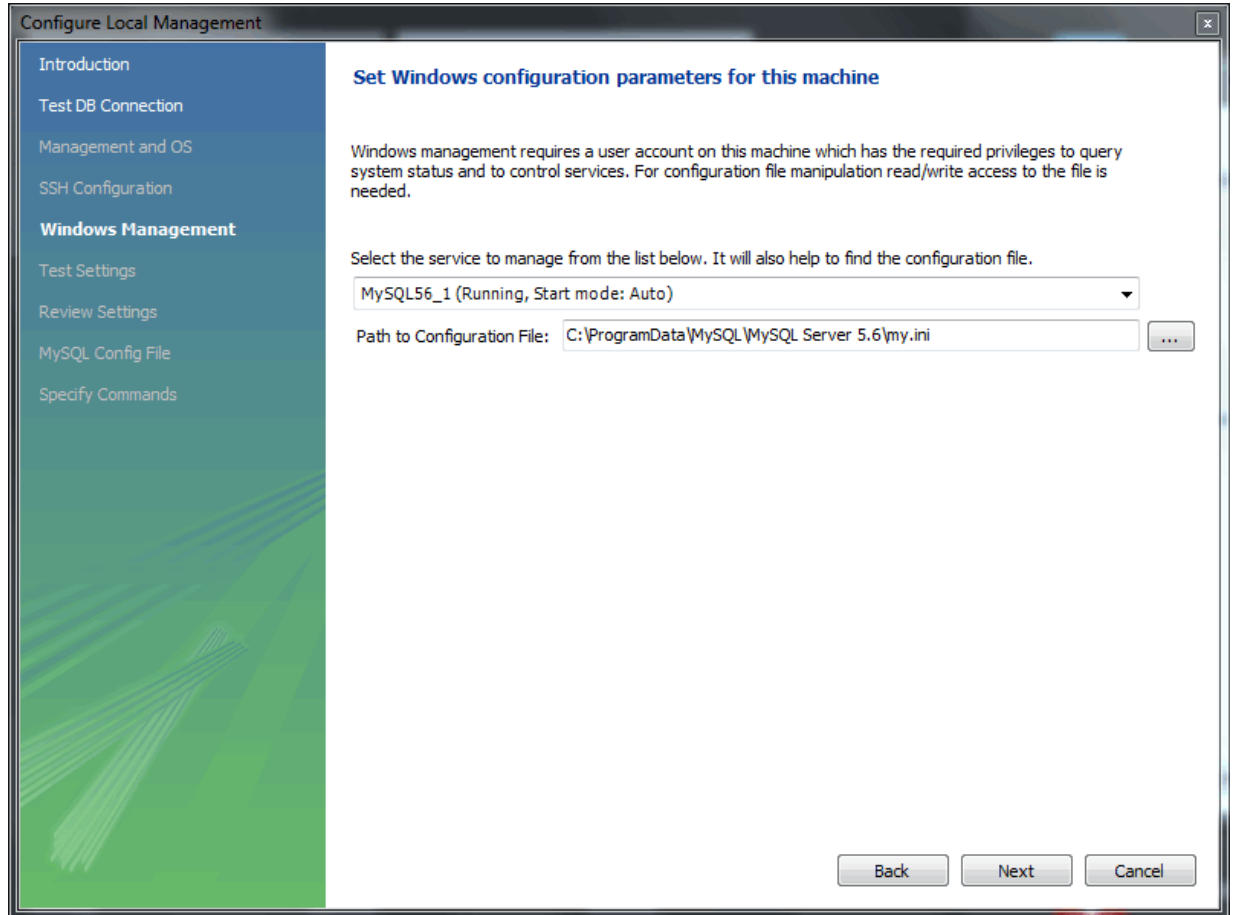 Configure Local Management
x
Introduction
Test DB Connection
Management and OS
SSH Configuration
Windows Management
Test Settings
Review Settings
MySQL Config File
Specify Commands
Set Windows configuration parameters for this machine
Windows management requires a user account on this machine which has the required privileges to query
system status and to control services. For configuration file manipulation read/write access to the file is
needed.
Select the service to manage from the list below. It will also help to find the configuration file.
MySQL56_1 (Running, Start mode: Auto)
Path to Configuration File: C:\ProgramData\MySQL\MySQL Server 5.6\my.ini ...
Back Next Cancel